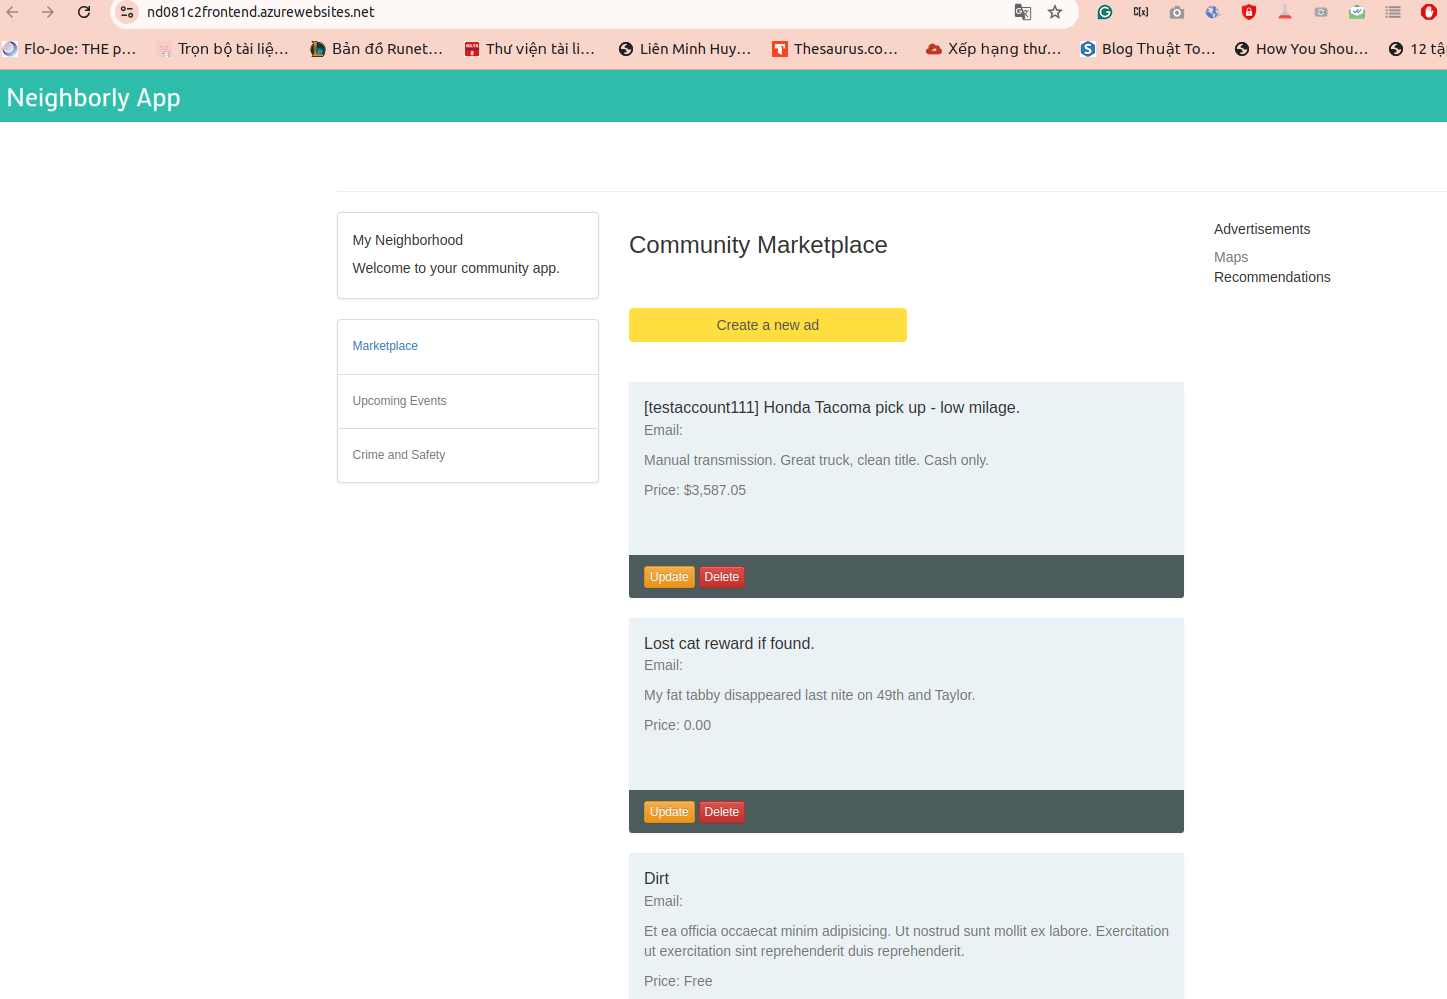 nd081c2frontend.azurewebsites.net
Flo-Joe: THE p... Trọn bộ tài liệ... Bản đồ Runet... Thư viện tài li... Liên Minh Huy... Thesaurus.co... Xếp hạng thư... Blog Thuật To... How You Shou... 12 tậ
Neighborly App
My Neighborhood
Welcome to your community app.
Marketplace
Upcoming Events
Crime and Safety
Community Marketplace
Create a new ad
[testaccount111] Honda Tacoma pick up - low milage.
Email:
Manual transmission. Great truck, clean title. Cash only.
Price: $3,587.05
Update Delete
Lost cat reward if found.
Email:
My fat tabby disappeared last nite on 49th and Taylor.
Price: 0.00
Update Delete
Dirt
Email:
Et ea officia occaecat minim adipisicing. Ut nostrud sunt mollit ex labore. Exercitation
ut exercitation sint reprehenderit duis reprehenderit.
Price: Free
Advertisements
Maps
Recommendations